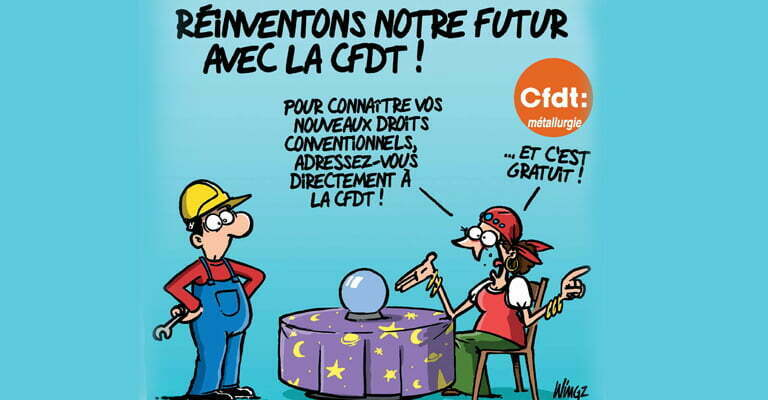 RÉINVENTONS NOTRE FUTUR
AVEC LA CFDT !
Cfdt:
métallurgie
POUR CONNAÎTRE VOS
NOUVEAUX DROITS
CONVENTIONNELS,
ADRESSEZ-VOUS
DIRECTEMENT À
LA CFDT !
... ET C'EST
GRATUIT !
WINGZ